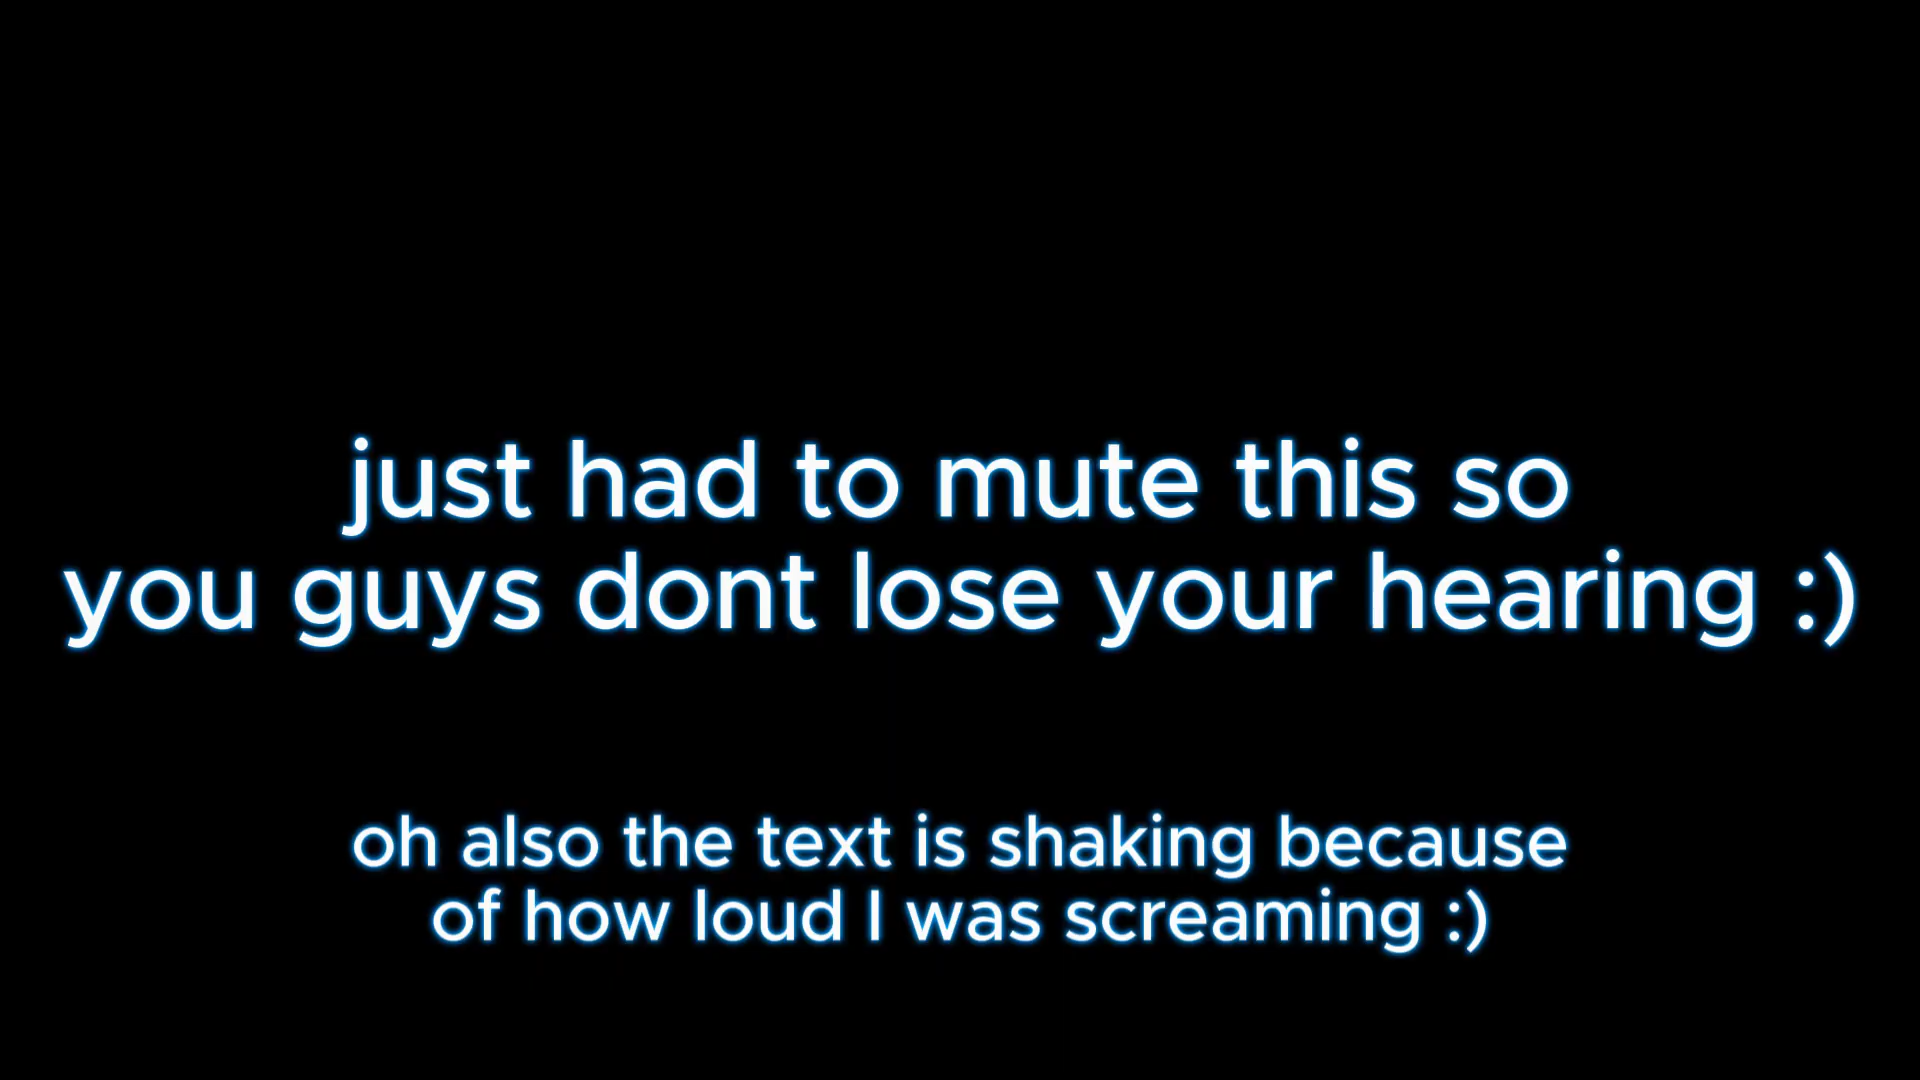 just had to mute this so
you guys dont lose your hearing :)
oh also the text is shaking because
of how loud I was screaming :)